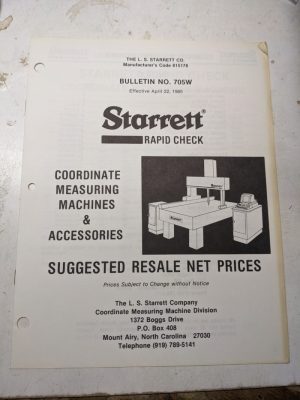 THE L. S. STARRETT CO.
Manufacturer's Code 815178
BULLETIN NO. 705W
Effective April 22, 1985
Starrett®
RAPID CHECK
COORDINATE
MEASURING
MACHINES
&
ACCESSORIES
Starrett
SUGGESTED RESALE NET PRICES
Prices Subject to Change without Notice
The L. S. Starrett Company
Coordinate Measuring Machine Division
1372 Boggs Drive
P.O. Box 408
Mount Airy, North Carolina 27030
Telephone (919) 789-5141